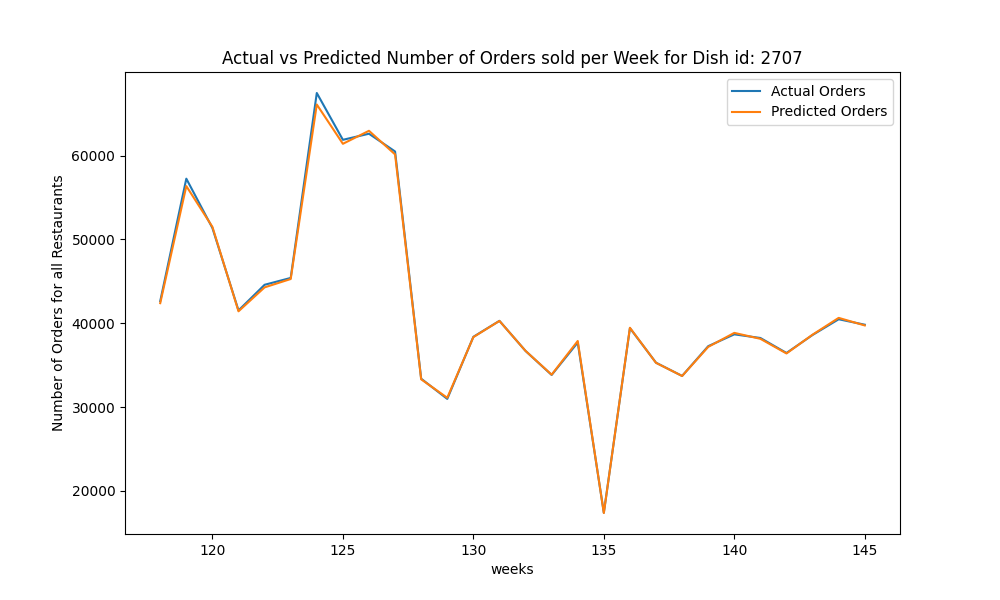 Actual vs Predicted Number of Orders sold per Week for Dish id: 2707
Actual Orders
Predicted Orders
Number of Orders for all Restaurants
60000
50000
40000
30000
20000
120
125
130
135
140
145
weeks